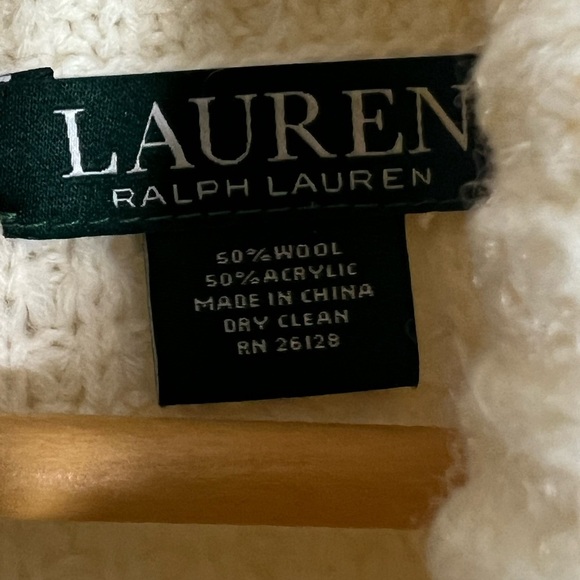 LAUREN
RALPH LAUREN
50% WOOL
50% ACRYLIC
MADE IN CHINA
DRY CLEAN
RN 26128